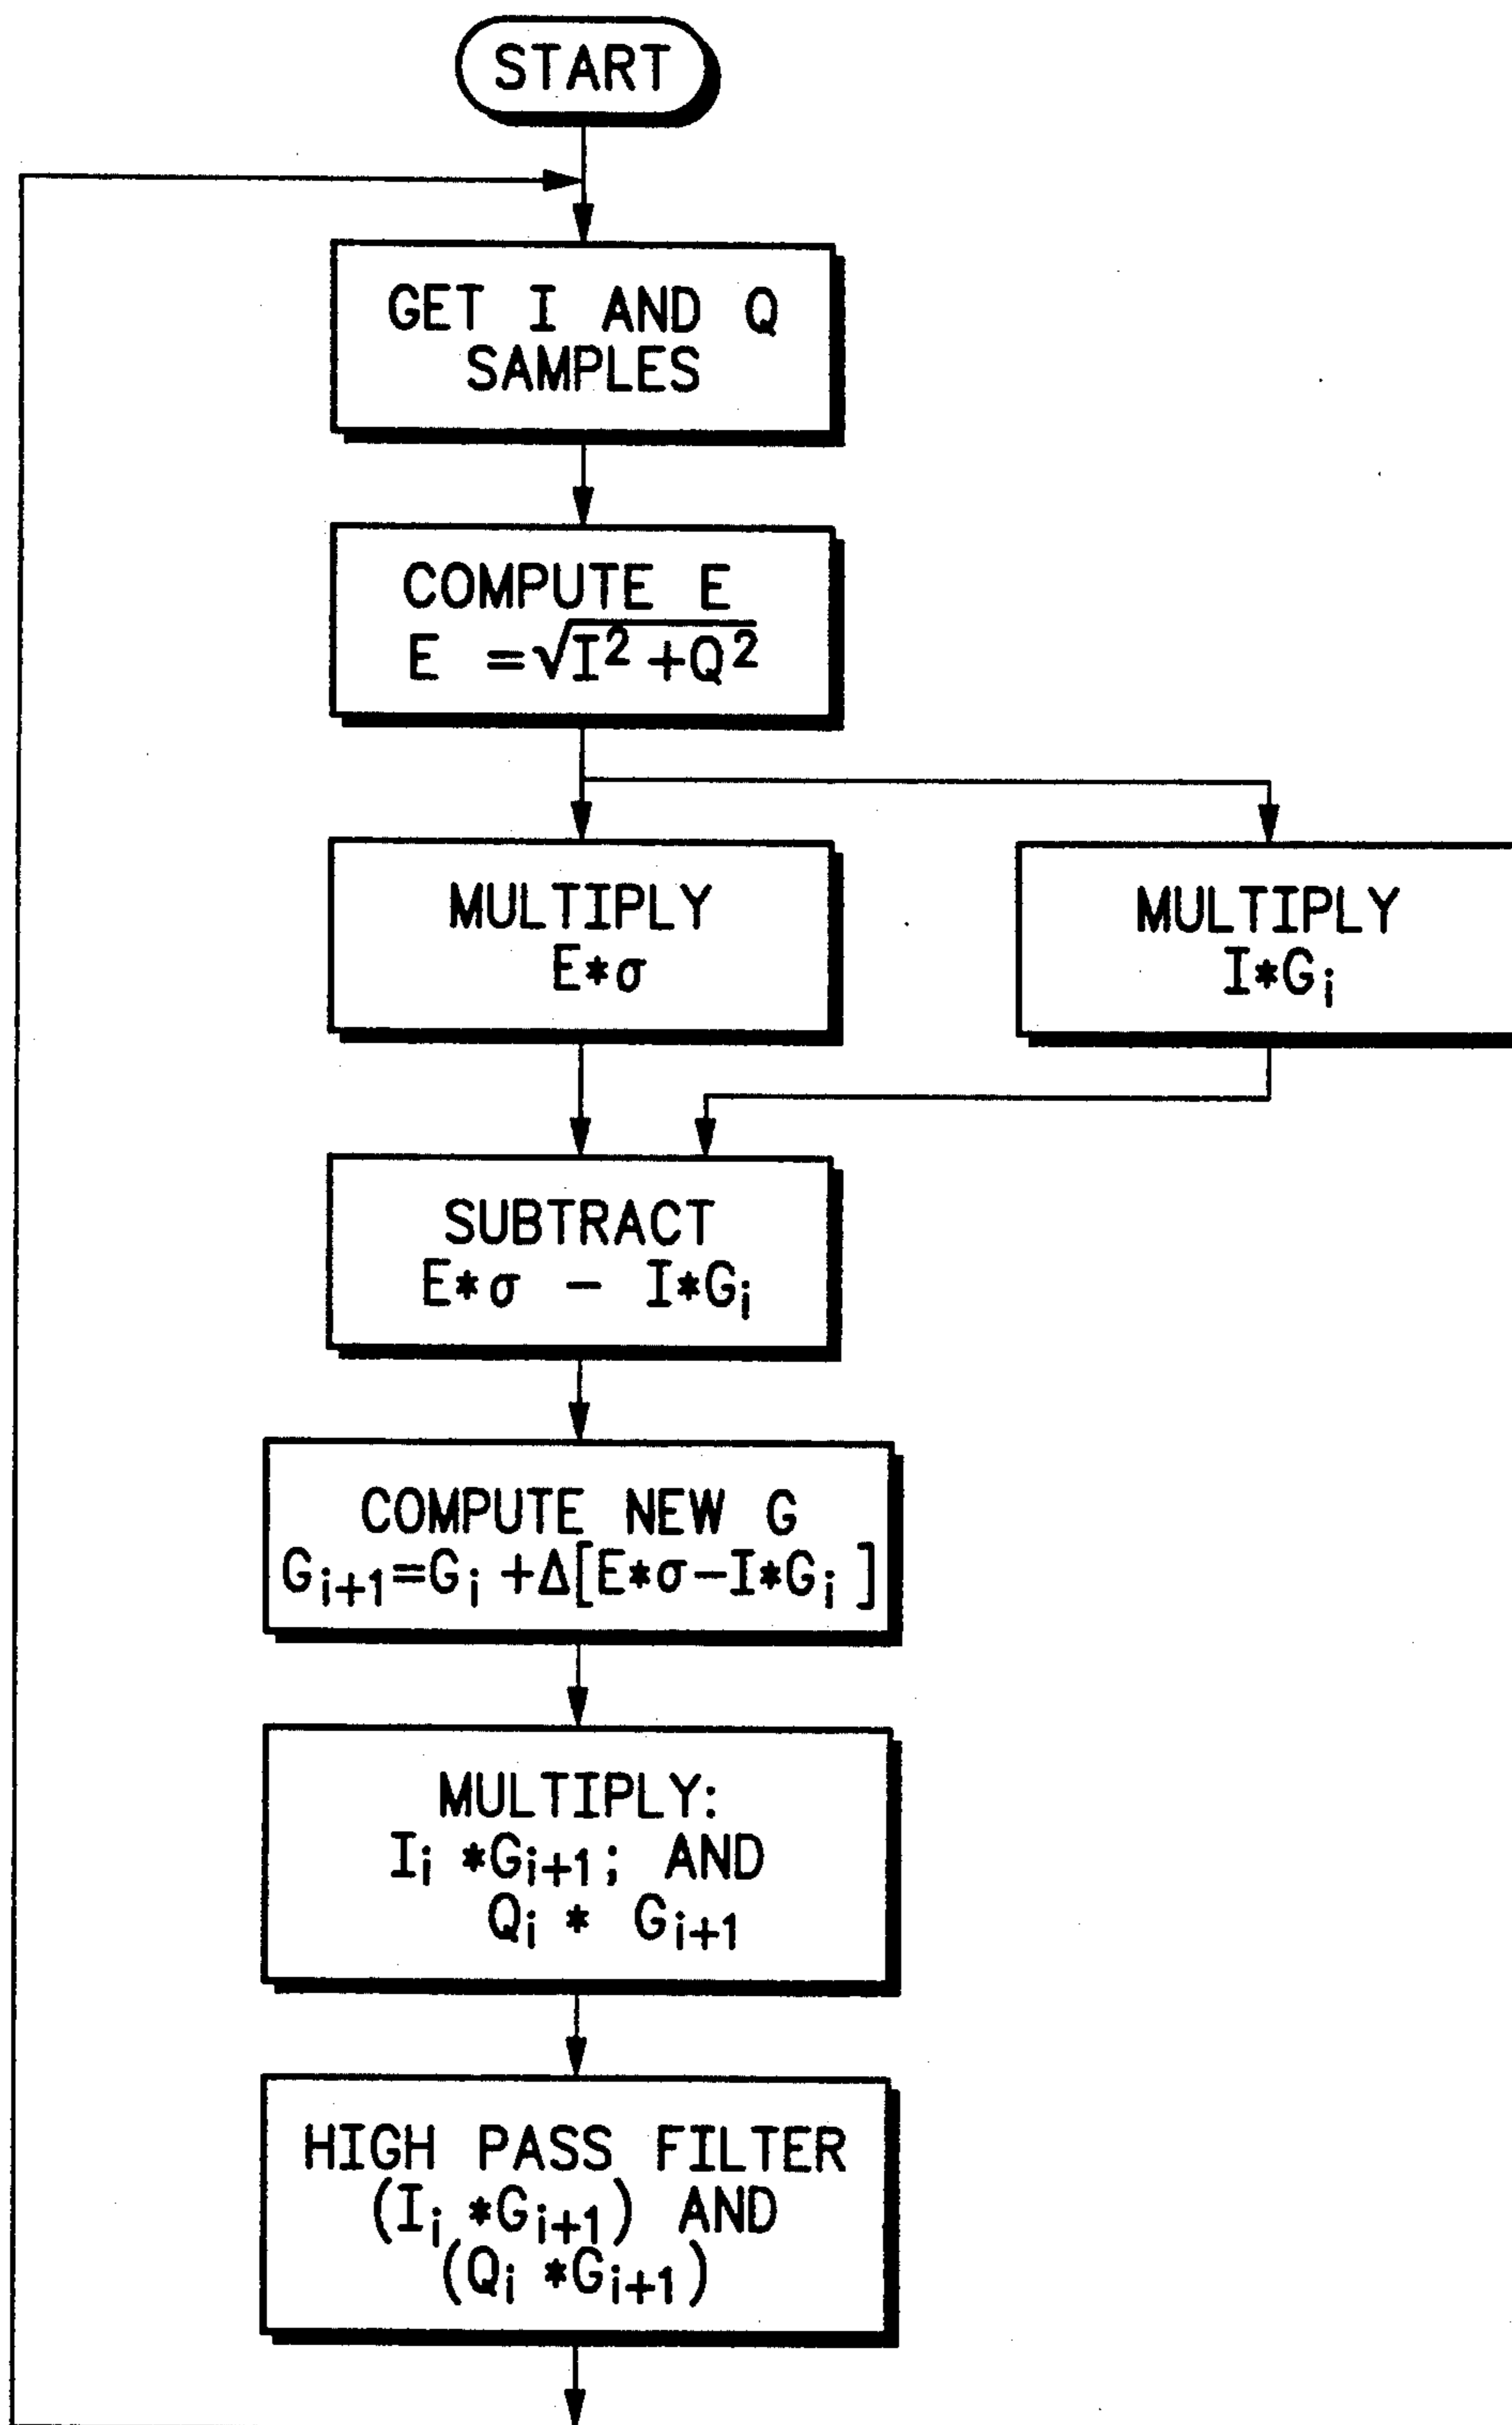 START
GET I AND Q
SAMPLES
COMPUTE E
E =√I² +Q²
MULTIPLY
E*σ
MULTIPLY
I*Gᵢ
SUBTRACT
E*σ - I*Gᵢ
COMPUTE NEW G
Gᵢ₊₁=Gᵢ +Δ[E*σ-I*Gᵢ ]
MULTIPLY:
Iᵢ *Gᵢ₊₁; AND
Qᵢ * Gᵢ₊₁
HIGH PASS FILTER
(Iᵢ *Gᵢ₊₁) AND
(Qᵢ *Gᵢ₊₁)